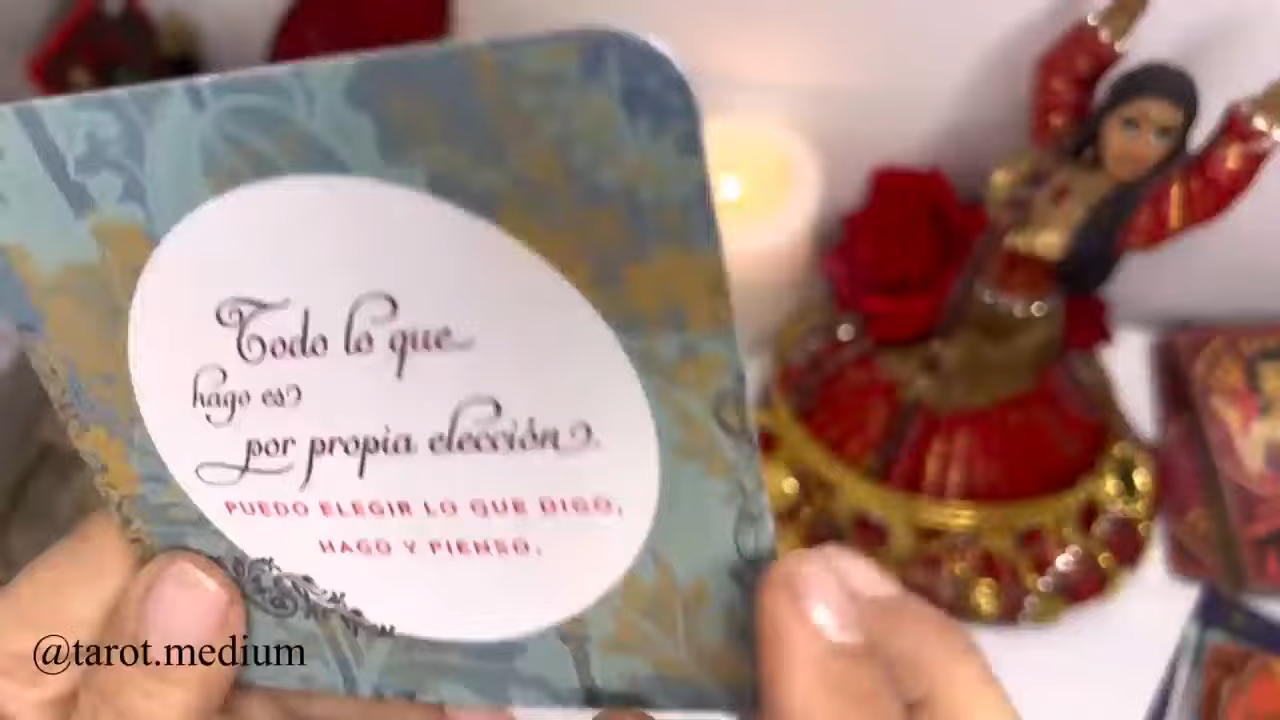 Todo lo que
hago es
por propia elección.
PUEDO ELEGIR LO QUE DIGO,
HAGO Y PIENSO.
@tarot.medium